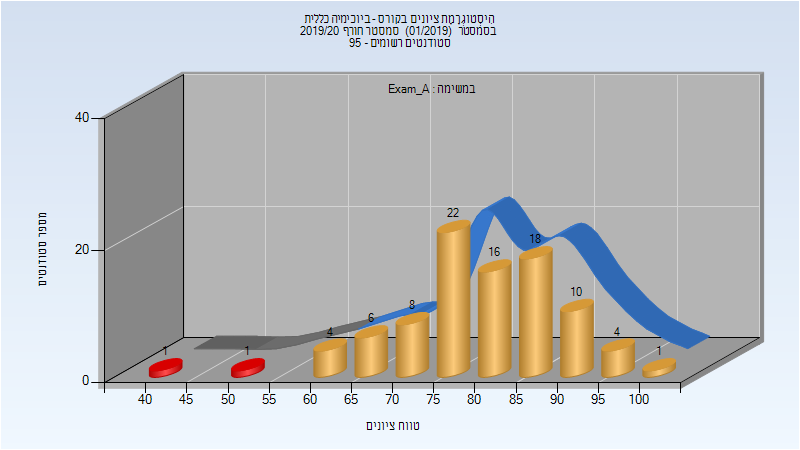 היסטוגרמת ציונים בקורס - ביוכימיה כללית
בסמסטר (01/2019) סמסטר חורף 2019/20
סטודנטים רשומים - 95
במשימה : Exam_A
מספר סטודנטים
40
20
0
1
1
4
6
8
22
16
18
10
4
1
40 45 50 55 60 65 70 75 80 85 90 95 100
טווח ציונים